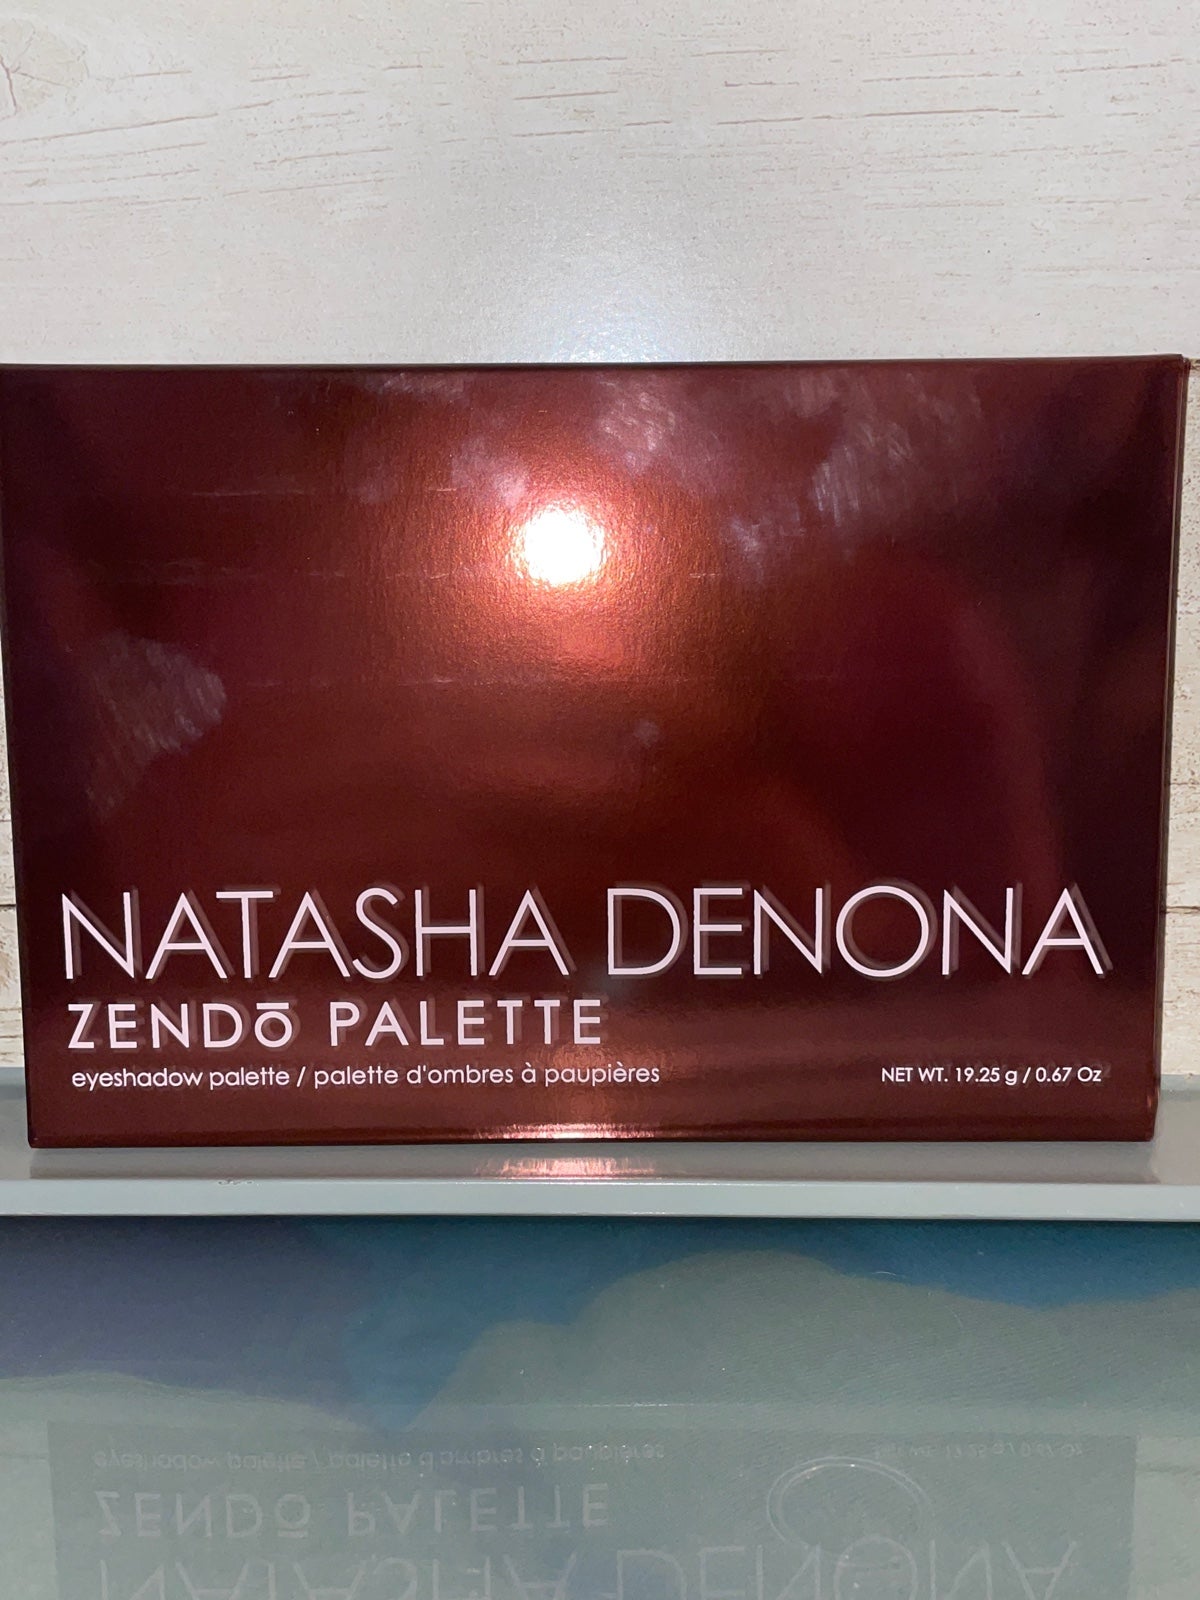 NATASHA DENONA
ZENDō PALETTE
eyeshadow palette / palette d'ombres à paupières
NET WT. 19.25 g / 0.67 Oz